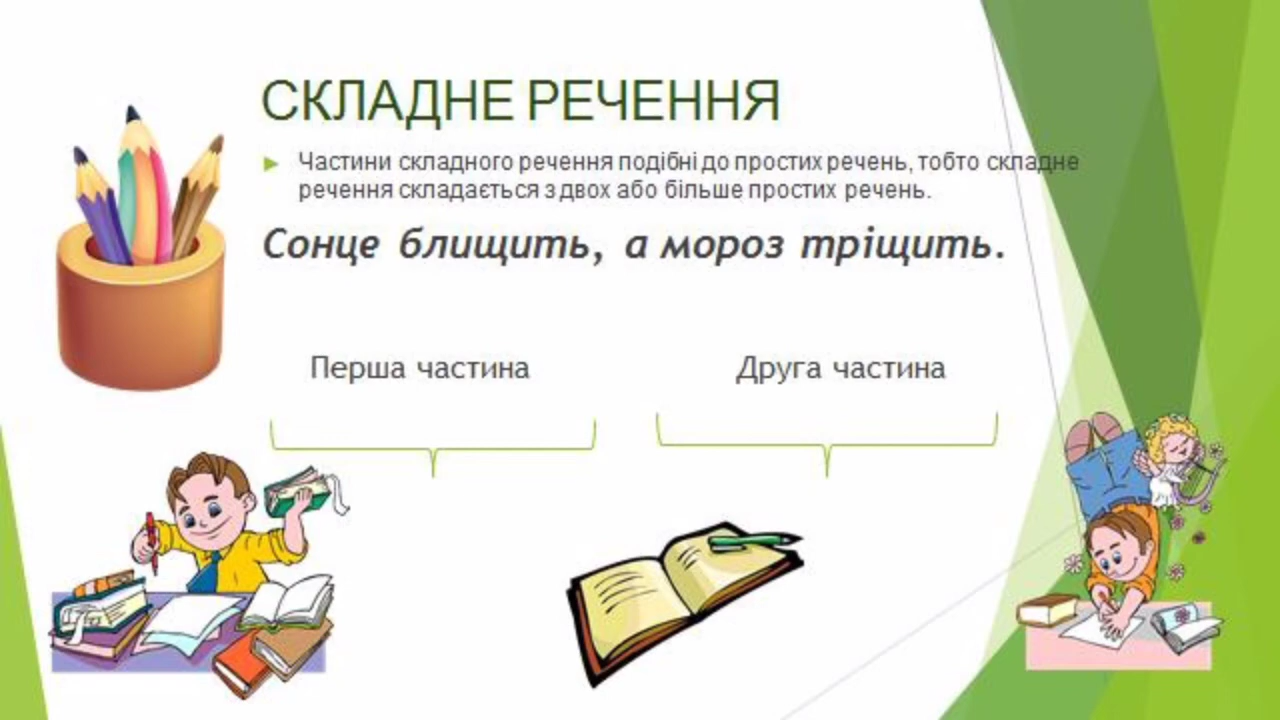 СКЛАДНЕ РЕЧЕННЯ
Частини складного речення подібні до простих речень, тобто складне
речення складається з двох або більше простих речень.
Сонце блищить, а мороз тріщить.
Перша частина Друга частина